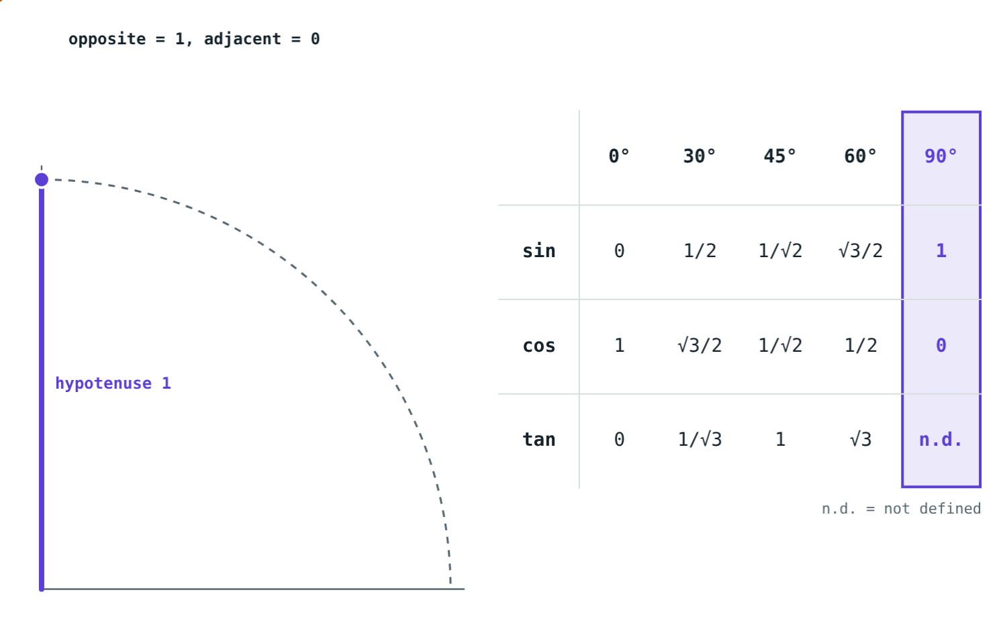 opposite = 1, adjacent = 0
hypotenuse 1
0° 30° 45° 60° 90°
sin 0 1/2 1/√2 √3/2 1
cos 1 √3/2 1/√2 1/2 0
tan 0 1/√3 1 √3 n.d.
n.d. = not defined